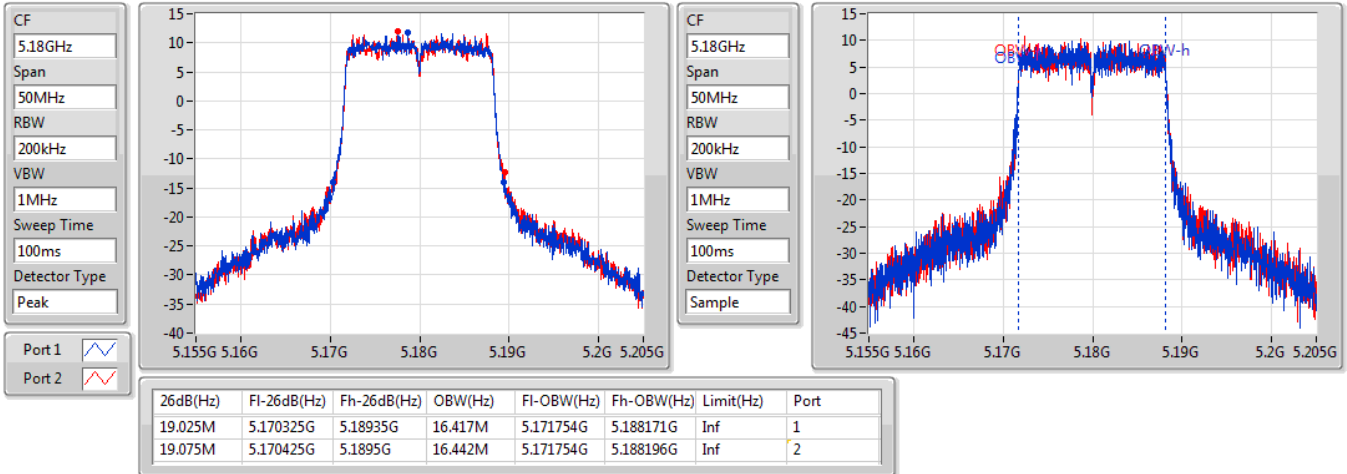 CF
5.18GHz
Span
50MHz
RBW
200kHz
VBW
1MHz
Sweep Time
100ms
Detector Type
Peak
15
10
5
0
-5
-10
-15
-20
-25
-30
-35
-40
5.155G 5.16G 5.17G 5.18G 5.19G 5.2G 5.205G
CF
5.18GHz
Span
50MHz
RBW
200kHz
VBW
1MHz
Sweep Time
100ms
Detector Type
Sample
15
10
5
0
-5
-10
-15
-20
-25
-30
-35
-40
-45
OBW-h
5.155G 5.16G 5.17G 5.18G 5.19G 5.2G 5.205G
Port 1
Port 2
26dB(Hz) Fl-26dB(Hz) Fh-26dB(Hz) OBW(Hz) Fl-OBW(Hz) Fh-OBW(Hz) Limit(Hz) Port
19.025M 5.170325G 5.18935G 16.417M 5.171754G 5.188171G Inf 1
19.075M 5.170425G 5.1895G 16.442M 5.171754G 5.188196G Inf 2